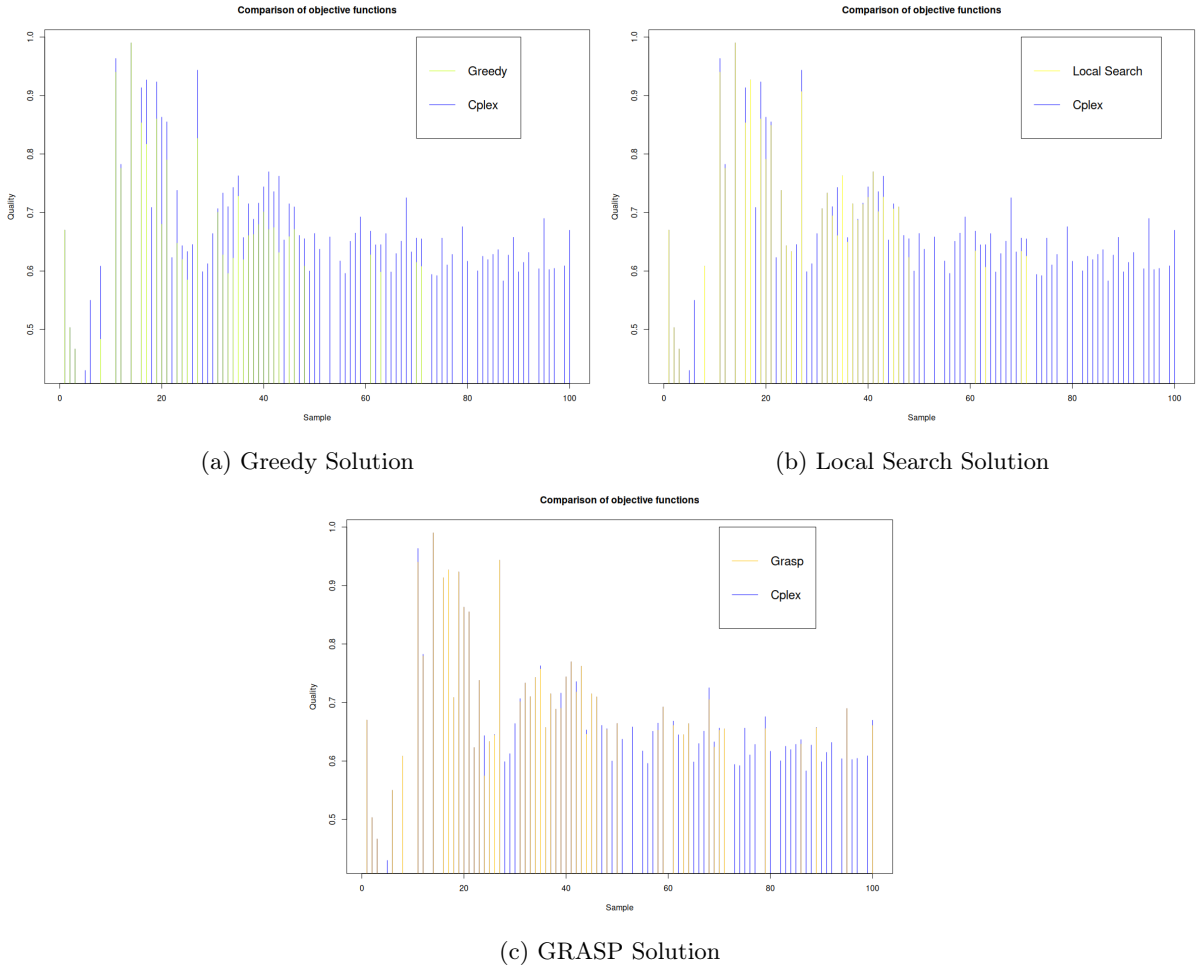 Comparison of objective functions
Quality
1.0
0.9
0.8
0.7
0.6
0.5
Greedy
Cplex
0 20 40 60 80 100
Sample
(a) Greedy Solution
Comparison of objective functions
Quality
1.0
0.9
0.8
0.7
0.6
0.5
Local Search
Cplex
0 20 40 60 80 100
Sample
(b) Local Search Solution
Comparison of objective functions
Quality
1.0
0.9
0.8
0.7
0.6
0.5
Grasp
Cplex
0 20 40 60 80 100
Sample
(c) GRASP Solution